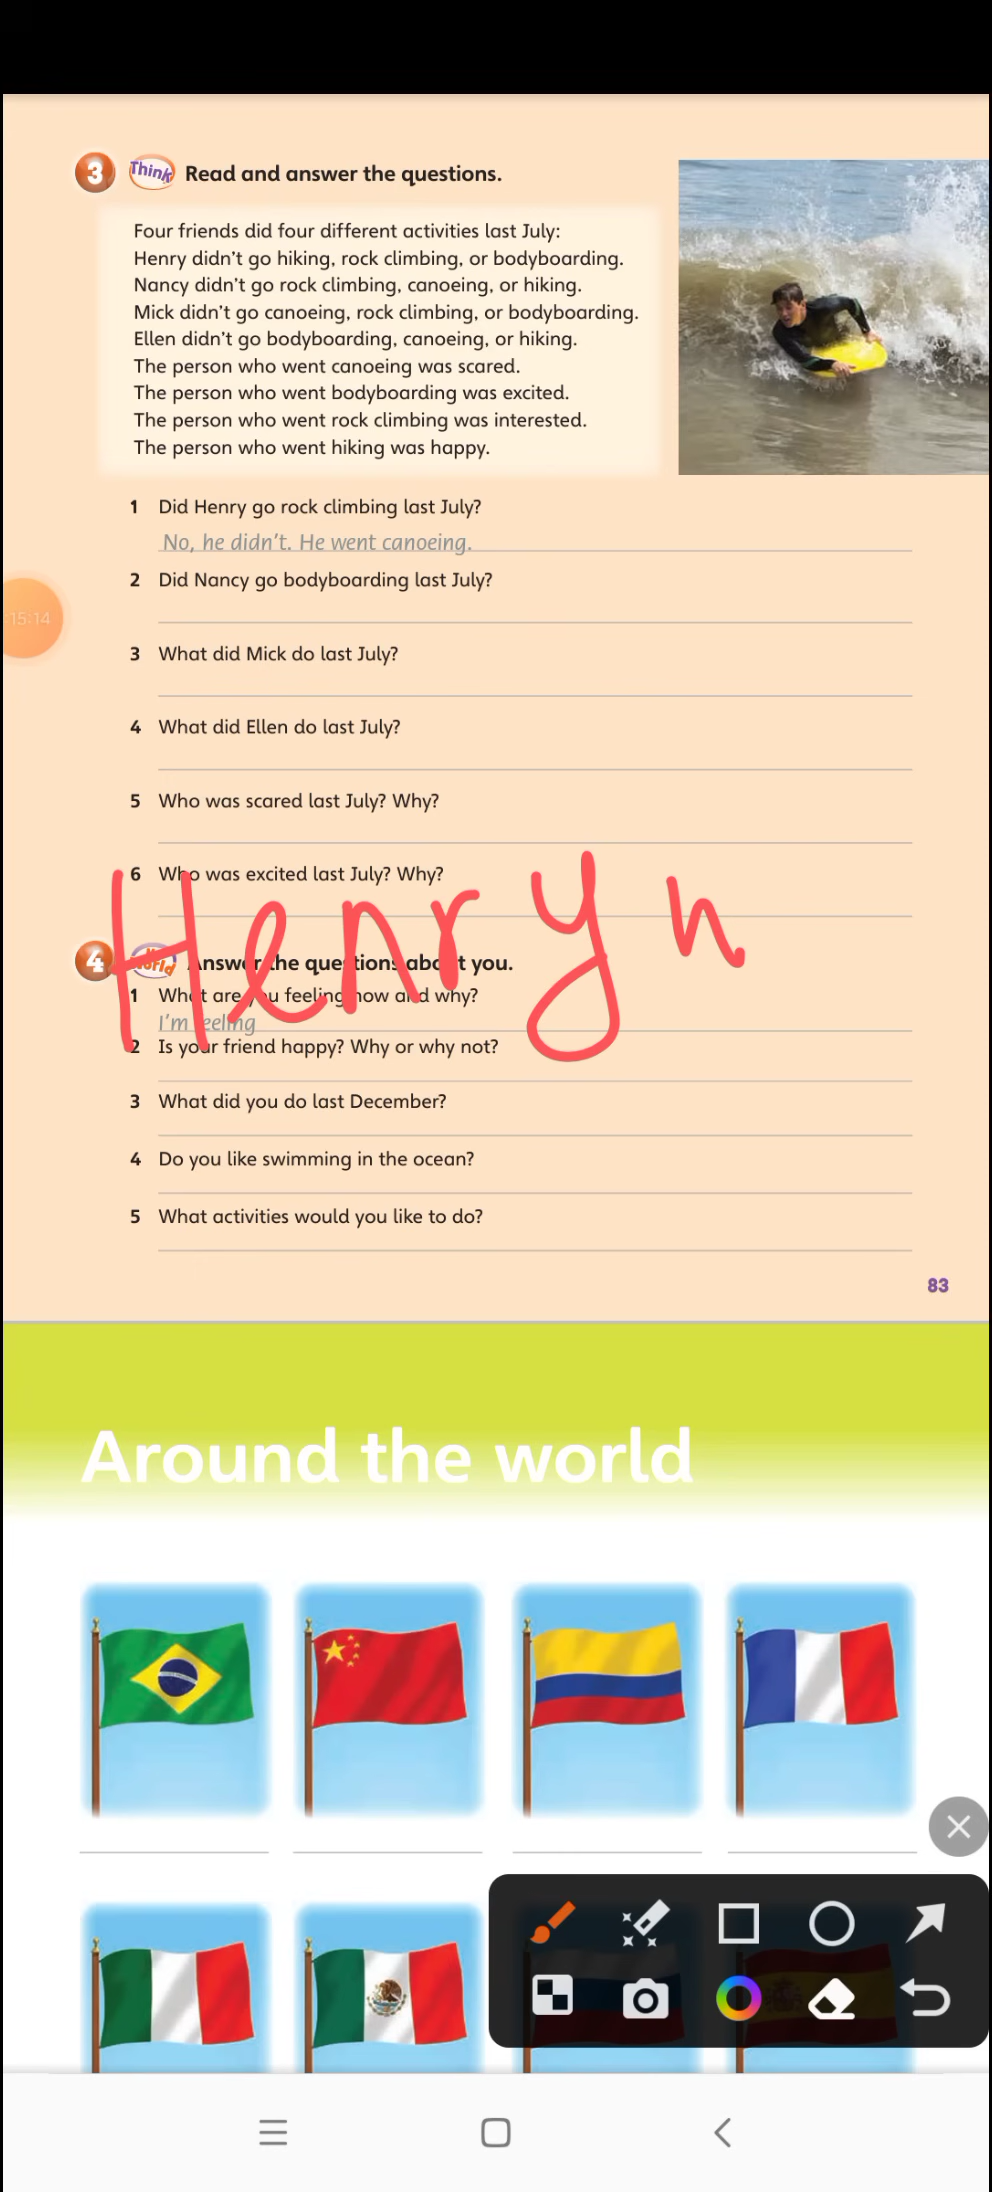 3 Think Read and answer the questions.
Four friends did four different activities last July:
Henry didn't go hiking, rock climbing, or bodyboarding.
Nancy didn't go rock climbing, canoeing, or hiking.
Mick didn't go canoeing, rock climbing, or bodyboarding.
Ellen didn't go bodyboarding, canoeing, or hiking.
The person who went canoeing was scared.
The person who went bodyboarding was excited.
The person who went rock climbing was interested.
The person who went hiking was happy.
1 Did Henry go rock climbing last July?
No, he didn't. He went canoeing.
2 Did Nancy go bodyboarding last July?
15:14
3 What did Mick do last July?
4 What did Ellen do last July?
5 Who was scared last July? Why?
6 Who was excited last July? Why?
Henry n
4 World Answer the questions about you.
1 What are you feeling now and why?
I'm feeling
2 Is your friend happy? Why or why not?
3 What did you do last December?
4 Do you like swimming in the ocean?
5 What activities would you like to do?
83
Around the world